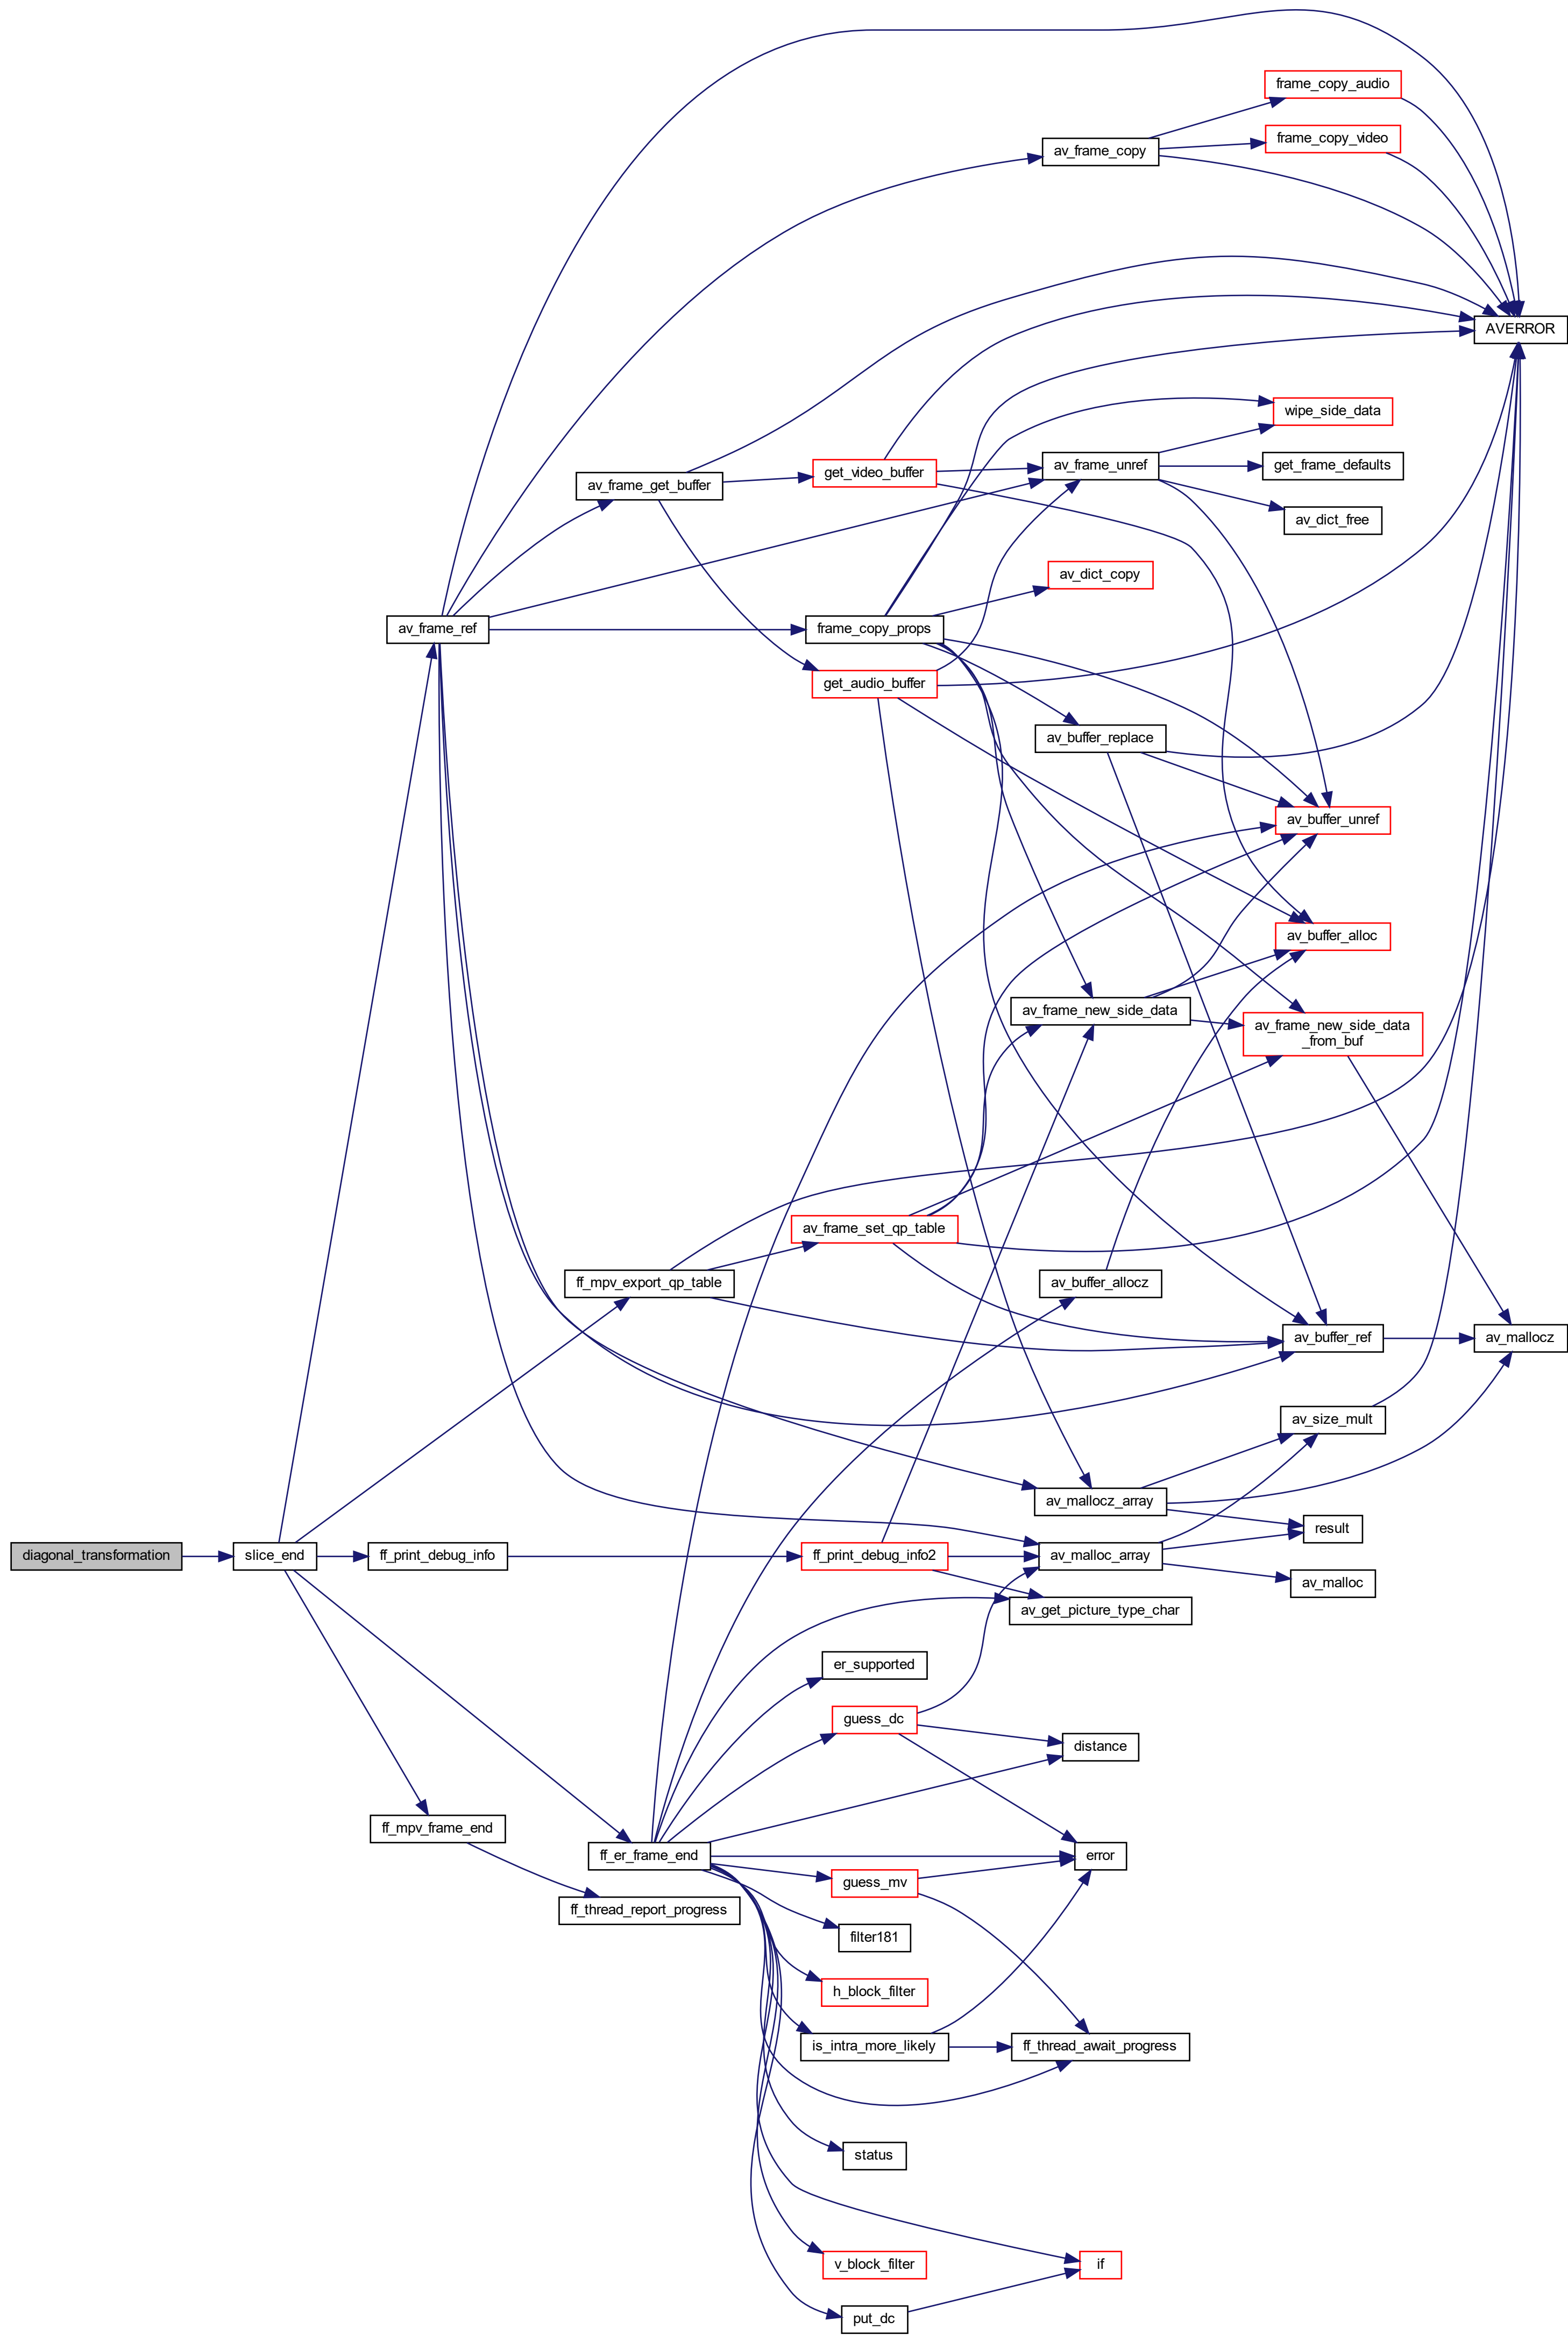 frame_copy_audio
frame_copy_video
av_frame_copy
AVERROR
wipe_side_data
av_frame_unref
get_frame_defaults
get_video_buffer
av_frame_get_buffer
av_dict_free
av_dict_copy
av_frame_ref
frame_copy_props
get_audio_buffer
av_buffer_replace
av_buffer_unref
av_buffer_alloc
av_frame_new_side_data
av_frame_new_side_data
_from_buf
av_frame_set_qp_table
ff_mpv_export_qp_table
av_buffer_allocz
av_buffer_ref
av_mallocz
av_size_mult
av_mallocz_array
result
diagonal_transformation
slice_end
ff_print_debug_info
ff_print_debug_info2
av_malloc_array
av_malloc
av_get_picture_type_char
er_supported
guess_dc
distance
ff_mpv_frame_end
ff_er_frame_end
error
guess_mv
ff_thread_report_progress
filter181
h_block_filter
is_intra_more_likely
ff_thread_await_progress
status
v_block_filter
if
put_dc